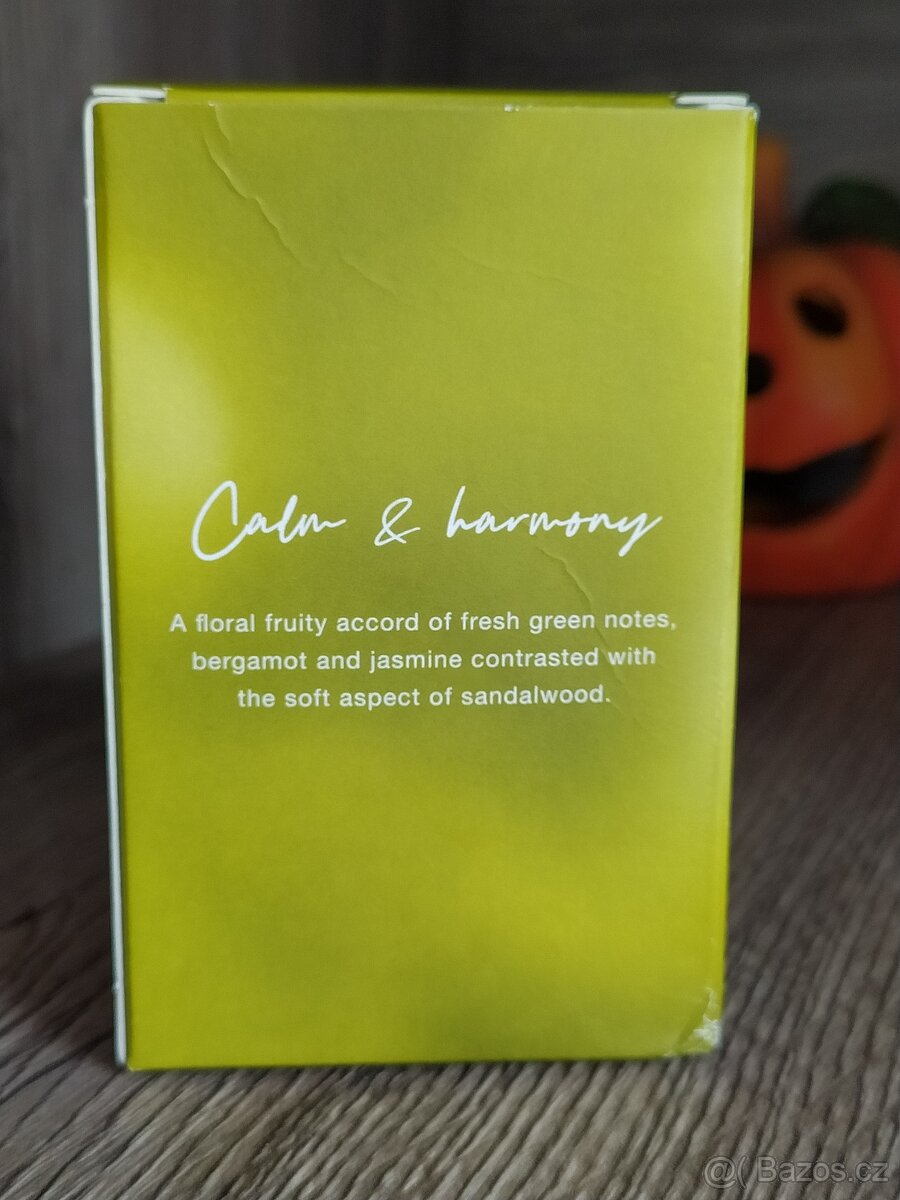 Calm & harmony
A floral fruity accord of fresh green notes,
bergamot and jasmine contrasted with
the soft aspect of sandalwood.
@( Bazos.cz